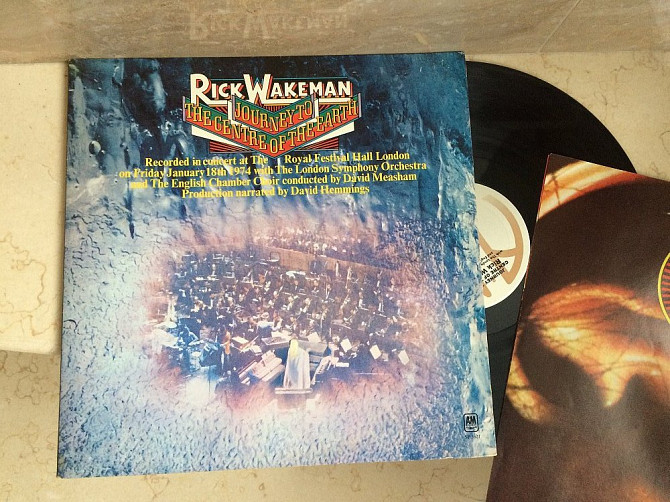 RICK WAKEMAN
JOURNEY TO
THE CENTRE OF THE EARTH
Recorded in concert at The Royal Festival Hall London
on Friday January 18th 1974 with The London Symphony Orchestra
and The English Chamber Choir conducted by David Measham
Production narrated by David Hemmings
A&M